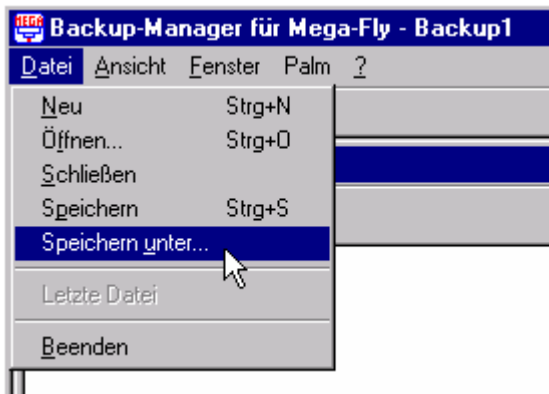 MEGA
Backup-Manager für Mega-Fly - Backup1
Datei Ansicht Fenster Palm ?
Neu Strg+N
Öffnen... Strg+O
Schließen
Speichern Strg+S
Speichern unter...
Letzte Datei
Beenden